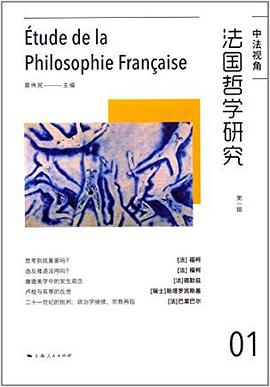 Étude de la
Philosophie Française
莫伟民——主编
中法视角
法国哲学研究
第一辑
思考到底重要吗？ [法] 福柯
造反难道没用吗？ [法] 福柯
康德美学中的发生观念 [法]德勒兹
卢梭与有罪的反思 [瑞士]斯塔罗宾斯基
二十一世纪的批判：政治学继续，宗教再临 [法]巴里巴尔
01
上海人民出版社